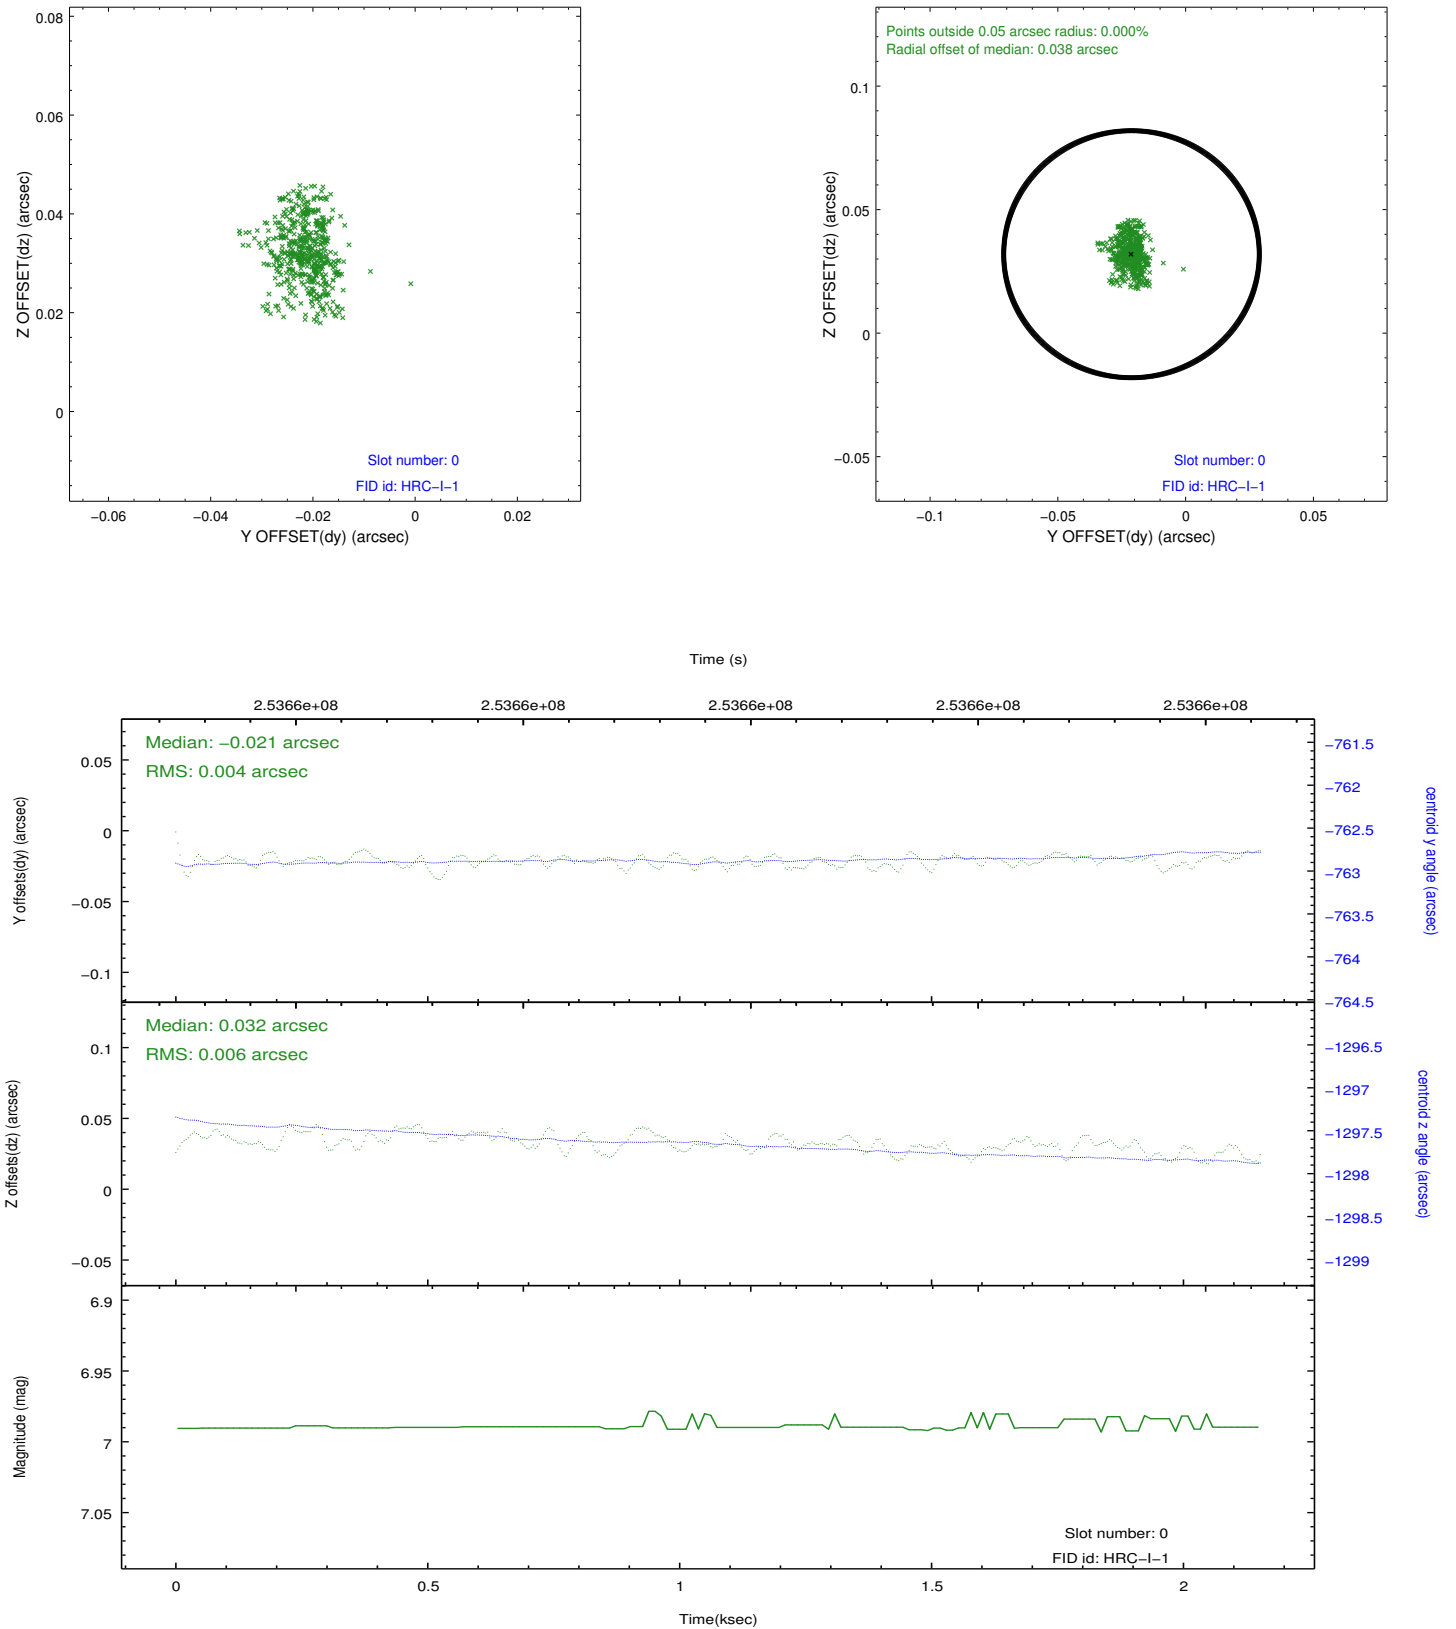 0.08
0.06
0.04
0.02
0
Z OFFSET(dz) (arcsec)
Slot number: 0
FID id: HRC−I−1
−0.06
−0.04
−0.02
0
0.02
Y OFFSET(dy) (arcsec)
Points outside 0.05 arcsec radius: 0.000%
Radial offset of median: 0.038 arcsec
0.1
0.05
0
−0.05
Z OFFSET(dz) (arcsec)
Slot number: 0
FID id: HRC−I−1
−0.1
−0.05
0
0.05
Y OFFSET(dy) (arcsec)
Time (s)
2.5366e+08
2.5366e+08
2.5366e+08
2.5366e+08
2.5366e+08
Median: −0.021 arcsec
RMS: 0.004 arcsec
0.05
0
−0.05
−0.1
Y offsets(dy) (arcsec)
−761.5
−762
−762.5
−763
−763.5
−764
−764.5
centroid y angle (arcsec)
Median: 0.032 arcsec
RMS: 0.006 arcsec
0.1
0.05
0
−0.05
Z offsets(dz) (arcsec)
−1296.5
−1297
−1297.5
−1298
−1298.5
−1299
centroid z angle (arcsec)
6.9
6.95
7
7.05
Magnitude (mag)
Slot number: 0
FID id: HRC−I−1
0
0.5
1
1.5
2
Time(ksec)